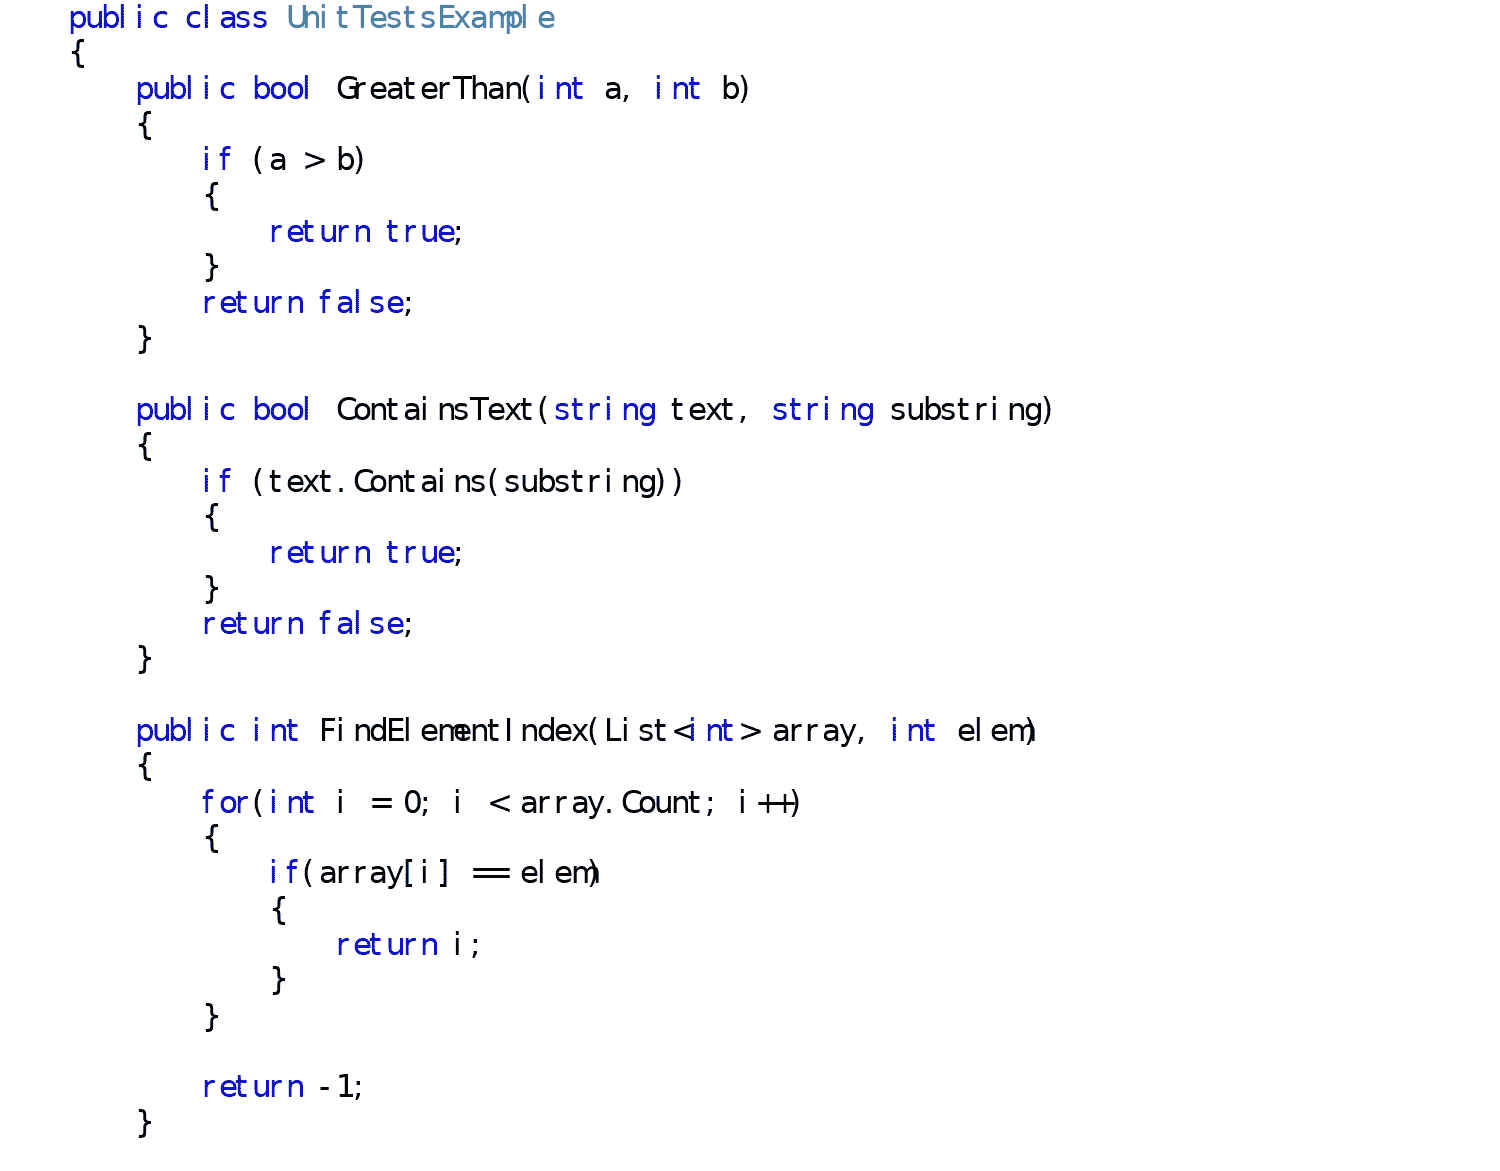 public class UnitTestsExample
{
    public bool GreaterThan(int a, int b)
    {
        if (a > b)
        {
            return true;
        }
        return false;
    }

    public bool ContainsText(string text, string substring)
    {
        if (text.Contains(substring))
        {
            return true;
        }
        return false;
    }

    public int FindElementIndex(List<int> array, int elem)
    {
        for(int i = 0; i < array.Count; i++)
        {
            if(array[i] == elem)
            {
                return i;
            }
        }

        return -1;
    }